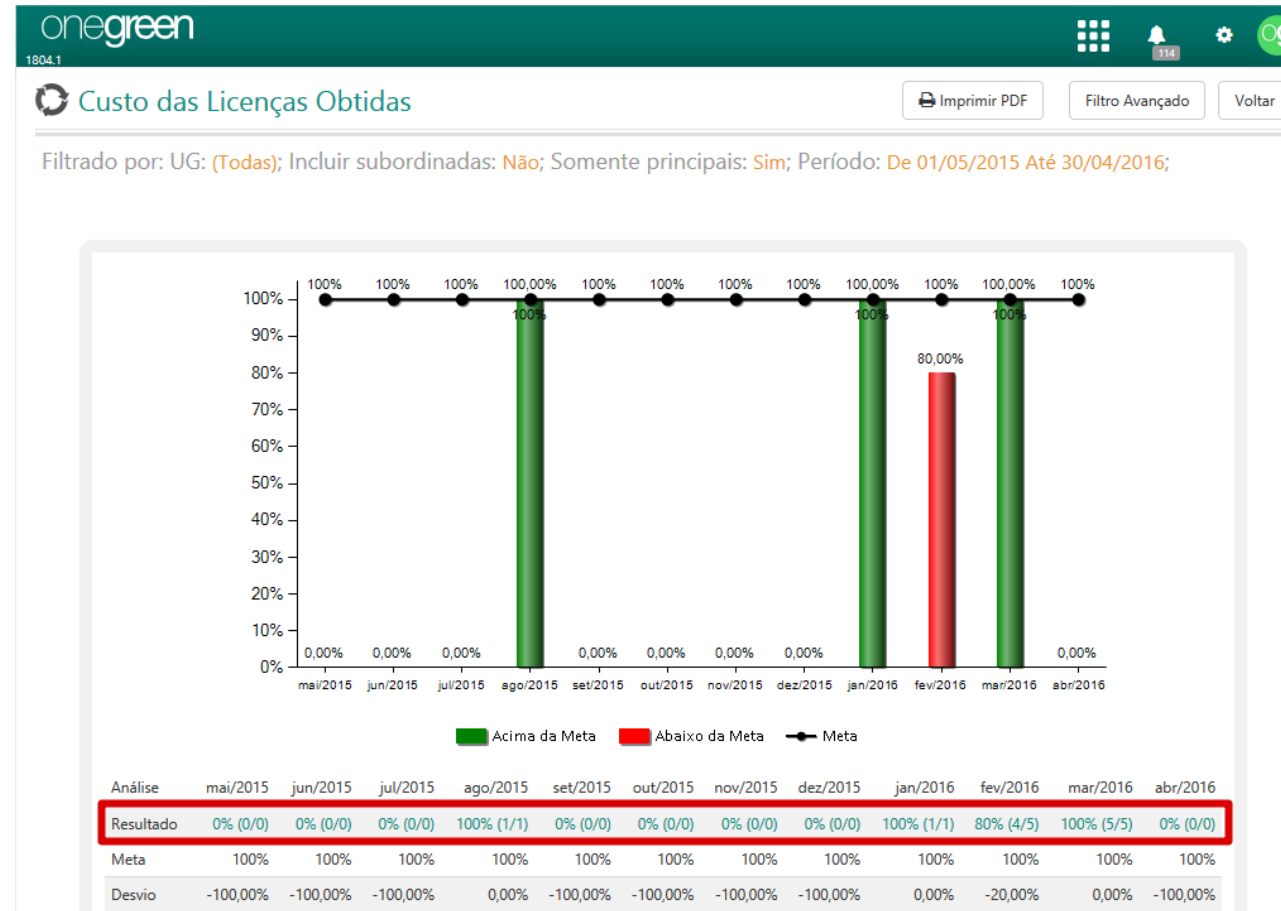 onegreen
1804.1
114
Custo das Licenças Obtidas
Imprimir PDF
Filtro Avançado
Voltar
Filtrado por: UG: (Todas); Incluir subordinadas: Não; Somente principais: Sim; Período: De 01/05/2015 Até 30/04/2016;
100% 100% 100% 100,00% 100% 100% 100% 100% 100,00% 100% 100,00% 100%
100%
100% 100% 100%
90%
80,00%
80%
70%
60%
50%
40%
30%
20%
10%
0,00% 0,00% 0,00% 0,00% 0,00% 0,00% 0,00% 0,00%
0%
mai/2015 jun/2015 jul/2015 ago/2015 set/2015 out/2015 nov/2015 dez/2015 jan/2016 fev/2016 mar/2016 abr/2016
Acima da Meta Abaixo da Meta Meta
Análise mai/2015 jun/2015 jul/2015 ago/2015 set/2015 out/2015 nov/2015 dez/2015 jan/2016 fev/2016 mar/2016 abr/2016
Resultado 0% (0/0) 0% (0/0) 0% (0/0) 100% (1/1) 0% (0/0) 0% (0/0) 0% (0/0) 0% (0/0) 100% (1/1) 80% (4/5) 100% (5/5) 0% (0/0)
Meta 100% 100% 100% 100% 100% 100% 100% 100% 100% 100% 100% 100%
Desvio -100,00% -100,00% -100,00% 0,00% -100,00% -100,00% -100,00% -100,00% 0,00% -20,00% 0,00% -100,00%